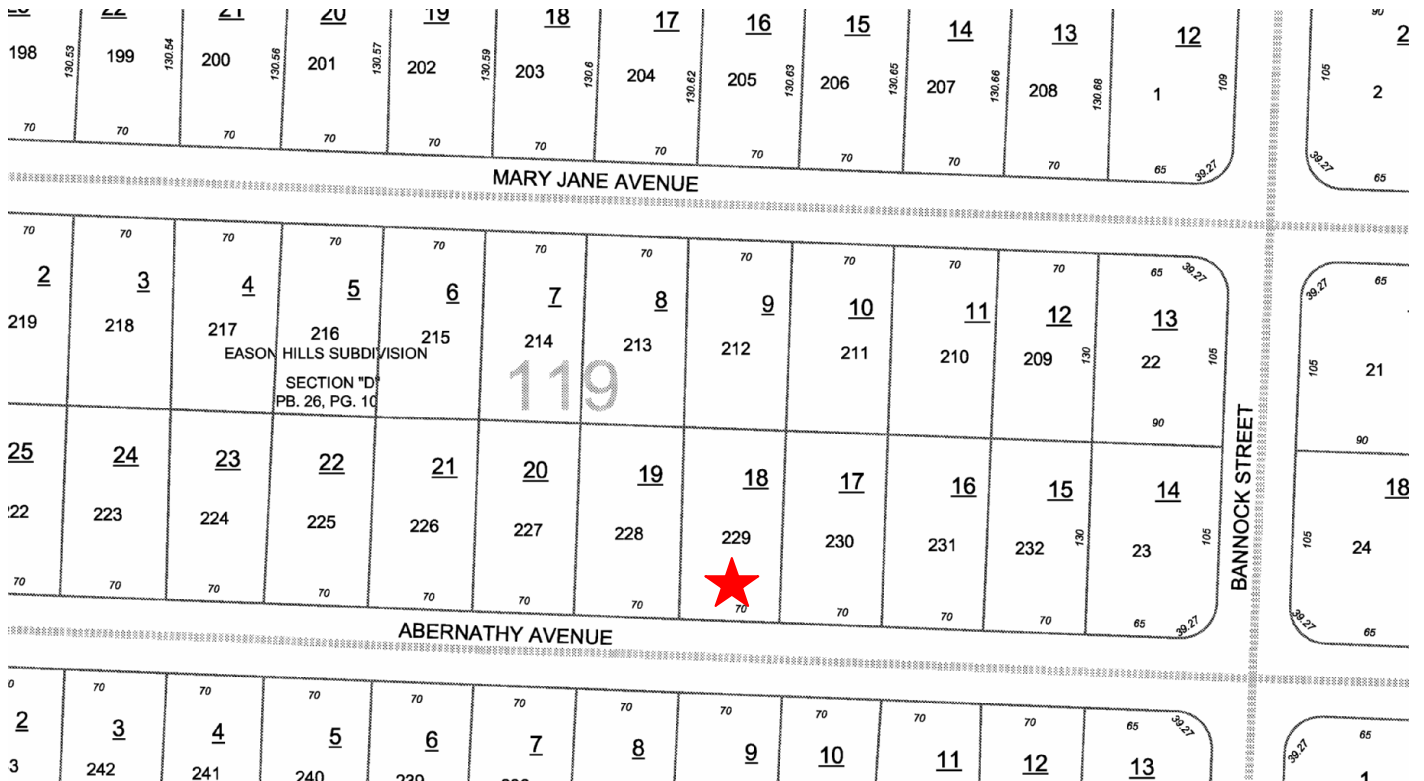 22 21 20 19 18 17 16 15 14 13 12 2
198 199 200 201 202 203 204 205 206 207 208 1 2
130.53 130.54 130.56 130.57 130.59 130.6 130.62 130.63 130.65 130.66 130.68 109 105
90
70 70 70 70 70 70 70 70 70 70 70 65 39.27 39.27 65
MARY JANE AVENUE
70 70 70 70 70 70 70 70 70 70 70 65 39.27 39.27 65
2 3 4 5 6 7 8 9 10 11 12 13
219 218 217 216 215 214 213 212 211 210 209 130 22 105 105 21
EASON HILLS SUBDIVISION
SECTION "D"
PB. 26, PG. 10
119
90 90
BANNOCK STREET
25 24 23 22 21 20 19 18 17 16 15 14 18
223 224 225 226 227 228 229 230 231 232 130 23 105 105 24
70 70 70 70 70 70 70 70 70 70 70 65 39.27 39.27 65
ABERNATHY AVENUE
70 70 70 70 70 70 70 70 70 70 65 39.27 39.27 65
2 3 4 5 6 7 8 9 10 11 12 13 1
3 242 241 240 239